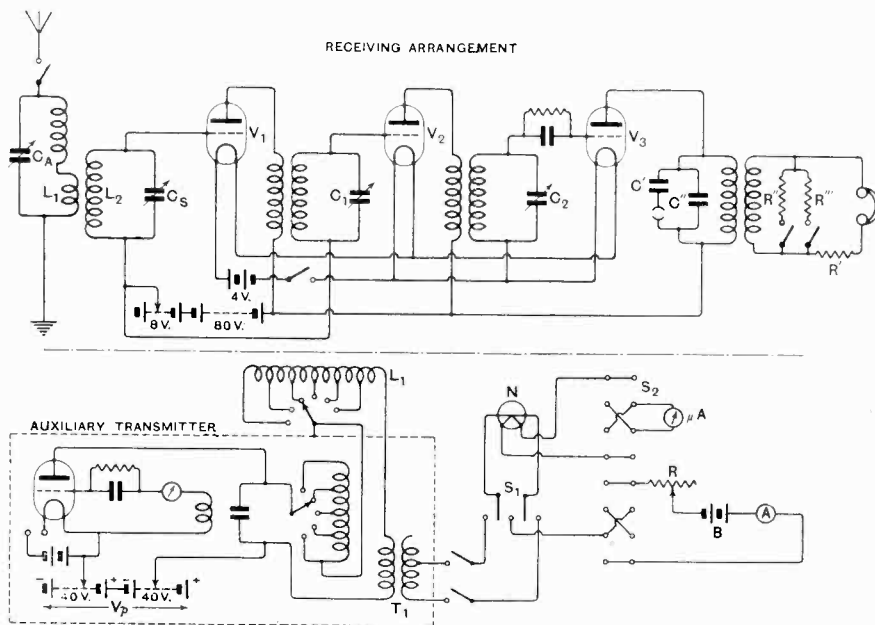 RECEIVING ARRANGEMENT
V1
V2
V3
CA
L1
L2
CS
C1
C2
C'
C''
R''
R'''
R'
4V.
8V.
80V.
L1
N
S2
μA
AUXILIARY TRANSMITTER
S1
R
B
A
- + - +
40V. 40V.
Vp
T1